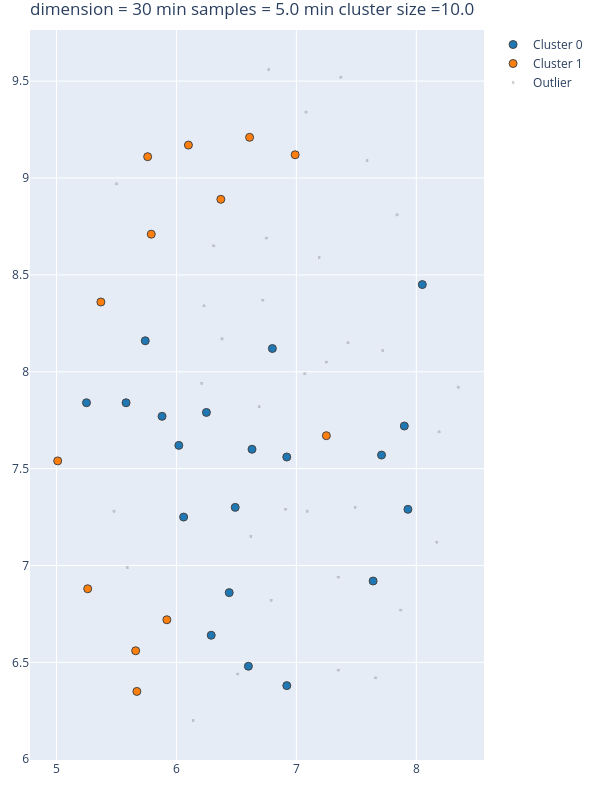 dimension = 30 min samples = 5.0 min cluster size =10.0
Cluster 0
Cluster 1
Outlier
9.5
9
8.5
8
7.5
7
6.5
6
5 6 7 8